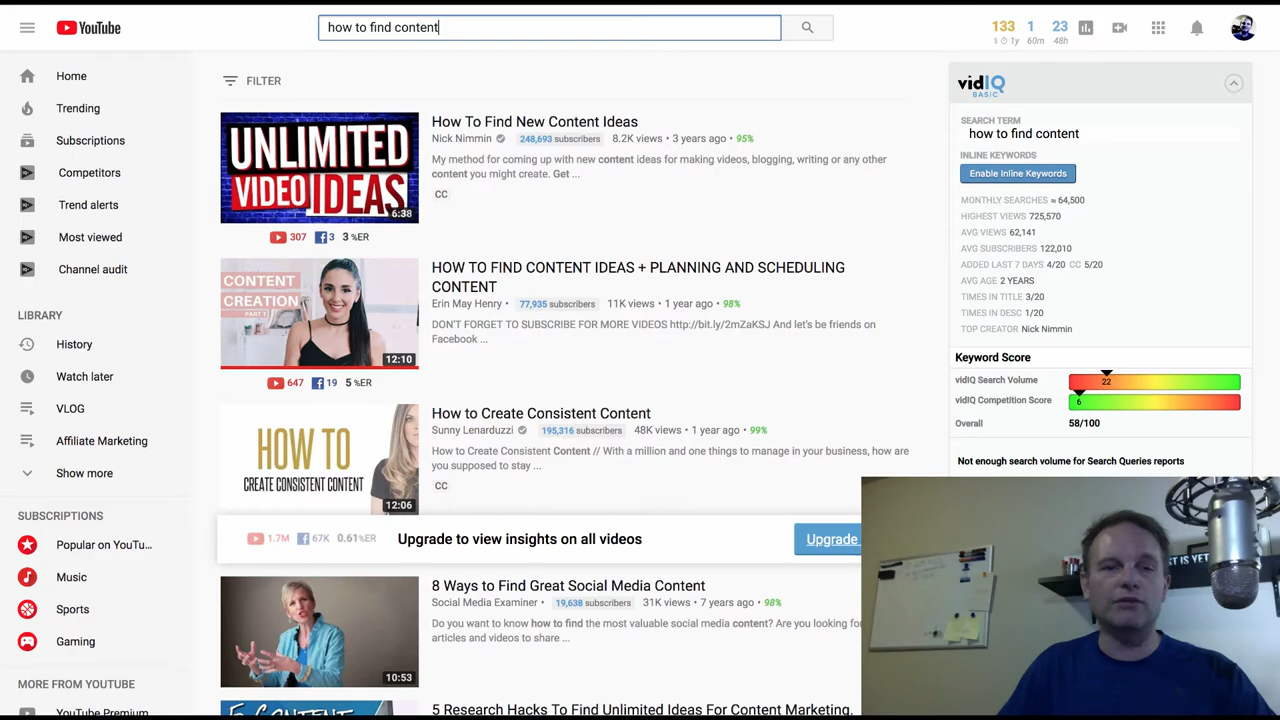 YouTube
how to find content
133 1 23
1y 60m 48h
Home
Trending
Subscriptions
Competitors
Trend alerts
Most viewed
Channel audit
LIBRARY
History
Watch later
VLOG
Affiliate Marketing
Show more
SUBSCRIPTIONS
Popular on YouTu...
Music
Sports
Gaming
MORE FROM YOUTUBE
YouTube Premium
FILTER
UNLIMITED
VIDEO IDEAS
6:38
How To Find New Content Ideas
Nick Nimmin 248,693 subscribers 8.2K views • 3 years ago • 95%
My method for coming up with new content ideas for making videos, blogging, writing or any other
content you might create. Get ...
CC
307 3 3 %ER
CONTENT
CREATION
PART 1
12:10
HOW TO FIND CONTENT IDEAS + PLANNING AND SCHEDULING
CONTENT
Erin May Henry • 77,935 subscribers 11K views • 1 year ago • 98%
DON'T FORGET TO SUBSCRIBE FOR MORE VIDEOS http://bit.ly/2mZaKSJ And let's be friends on
Facebook ...
647 19 5 %ER
HOW TO
CREATE CONSISTENT CONTENT
12:06
How to Create Consistent Content
Sunny Lenarduzzi 195,316 subscribers 48K views • 1 year ago • 99%
How to Create Consistent Content // With a million and one things to manage in your business, how are
you supposed to stay ...
CC
1.7M 67K 0.61%ER Upgrade to view insights on all videos Upgrade
10:53
8 Ways to Find Great Social Media Content
Social Media Examiner • 19,638 subscribers 31K views • 7 years ago • 98%
Do you want to know how to find the most valuable social media content? Are you looking for
articles and videos to share ...
5 Research Hacks To Find Unlimited Ideas For Content Marketing.
vidIQ
BASIC
SEARCH TERM
how to find content
INLINE KEYWORDS
Enable Inline Keywords
MONTHLY SEARCHES ≈ 64,500
HIGHEST VIEWS 725,570
AVG VIEWS 62,141
AVG SUBSCRIBERS 122,010
ADDED LAST 7 DAYS 4/20 CC 5/20
AVG AGE 2 YEARS
TIMES IN TITLE 3/20
TIMES IN DESC 1/20
TOP CREATOR Nick Nimmin
Keyword Score
vidIQ Search Volume 22
vidIQ Competition Score 6
Overall 58/100
Not enough search volume for Search Queries reports